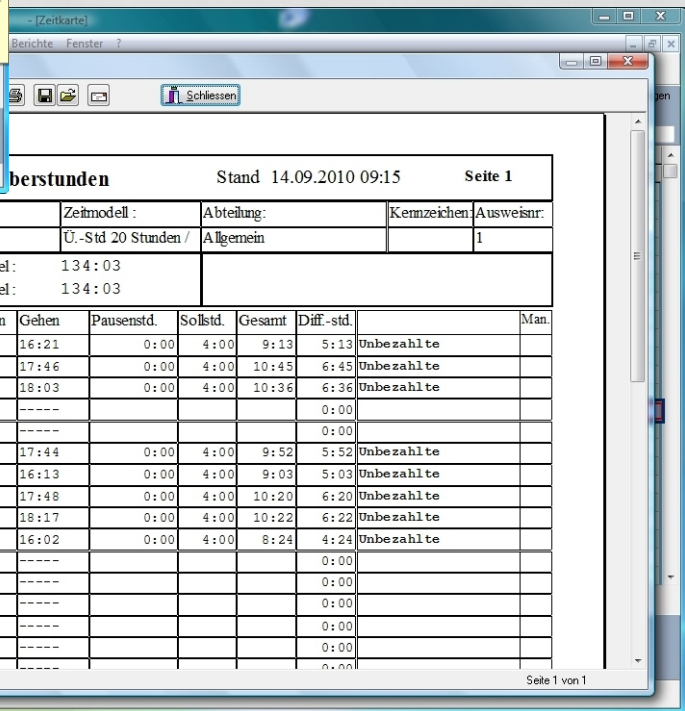 - [Zeitkarte]
Berichte Fenster ?
Schliessen
gen
berstunden Stand 14.09.2010 09:15 Seite 1
Zeitmodell : Abteilung: Kennzeichen: Ausweisnr:
Ü.-Std 20 Stunden / Allgemein 1
el: 134:03
el: 134:03
n Gehen Pausenstd. Sollstd. Gesamt Diff.-std. Man.
16:21 0:00 4:00 9:13 5:13 Unbezahlte
17:46 0:00 4:00 10:45 6:45 Unbezahlte
18:03 0:00 4:00 10:36 6:36 Unbezahlte
----- 0:00
----- 0:00
17:44 0:00 4:00 9:52 5:52 Unbezahlte
16:13 0:00 4:00 9:03 5:03 Unbezahlte
17:48 0:00 4:00 10:20 6:20 Unbezahlte
18:17 0:00 4:00 10:22 6:22 Unbezahlte
16:02 0:00 4:00 8:24 4:24 Unbezahlte
----- 0:00
----- 0:00
----- 0:00
----- 0:00
----- 0:00
----- 0:00
Seite 1 von 1